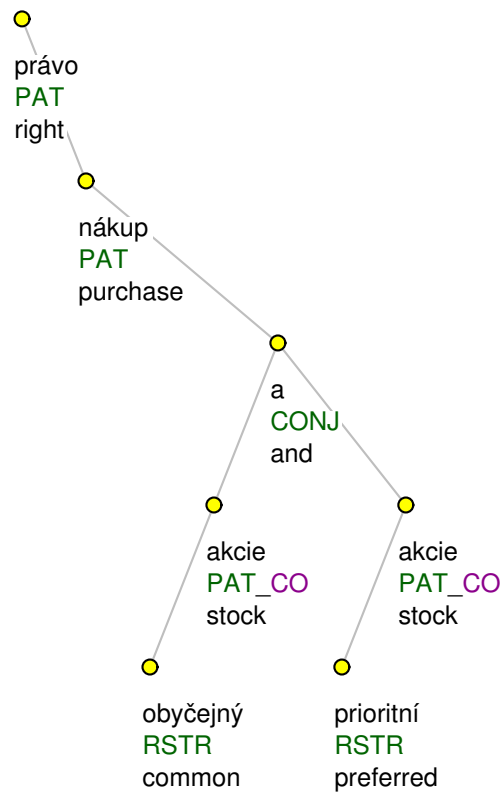 právo
PAT
right
nákup
PAT
purchase
a
CONJ
and
akcie
PAT_CO
stock
akcie
PAT_CO
stock
obyčejný
RSTR
common
prioritní
RSTR
preferred